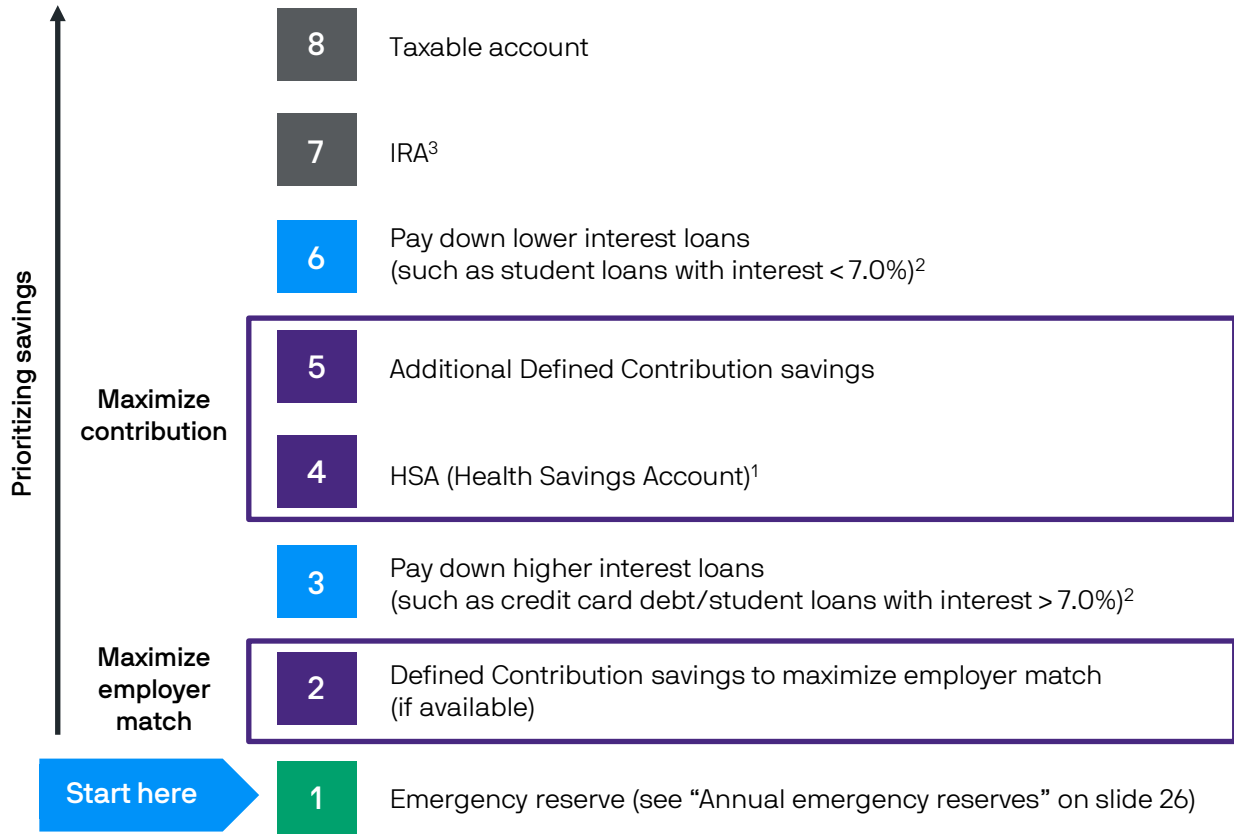 8
Taxable account
7
IRA³
6
Pay down lower interest loans
(such as student loans with interest < 7.0%)²
5
Additional Defined Contribution savings
Maximize
contribution
4
HSA (Health Savings Account)¹
Prioritizing savings
3
Pay down higher interest loans
(such as credit card debt/student loans with interest > 7.0%)²
Maximize
employer
match
2
Defined Contribution savings to maximize employer match
(if available)
Start here
1
Emergency reserve (see “Annual emergency reserves” on slide 26)